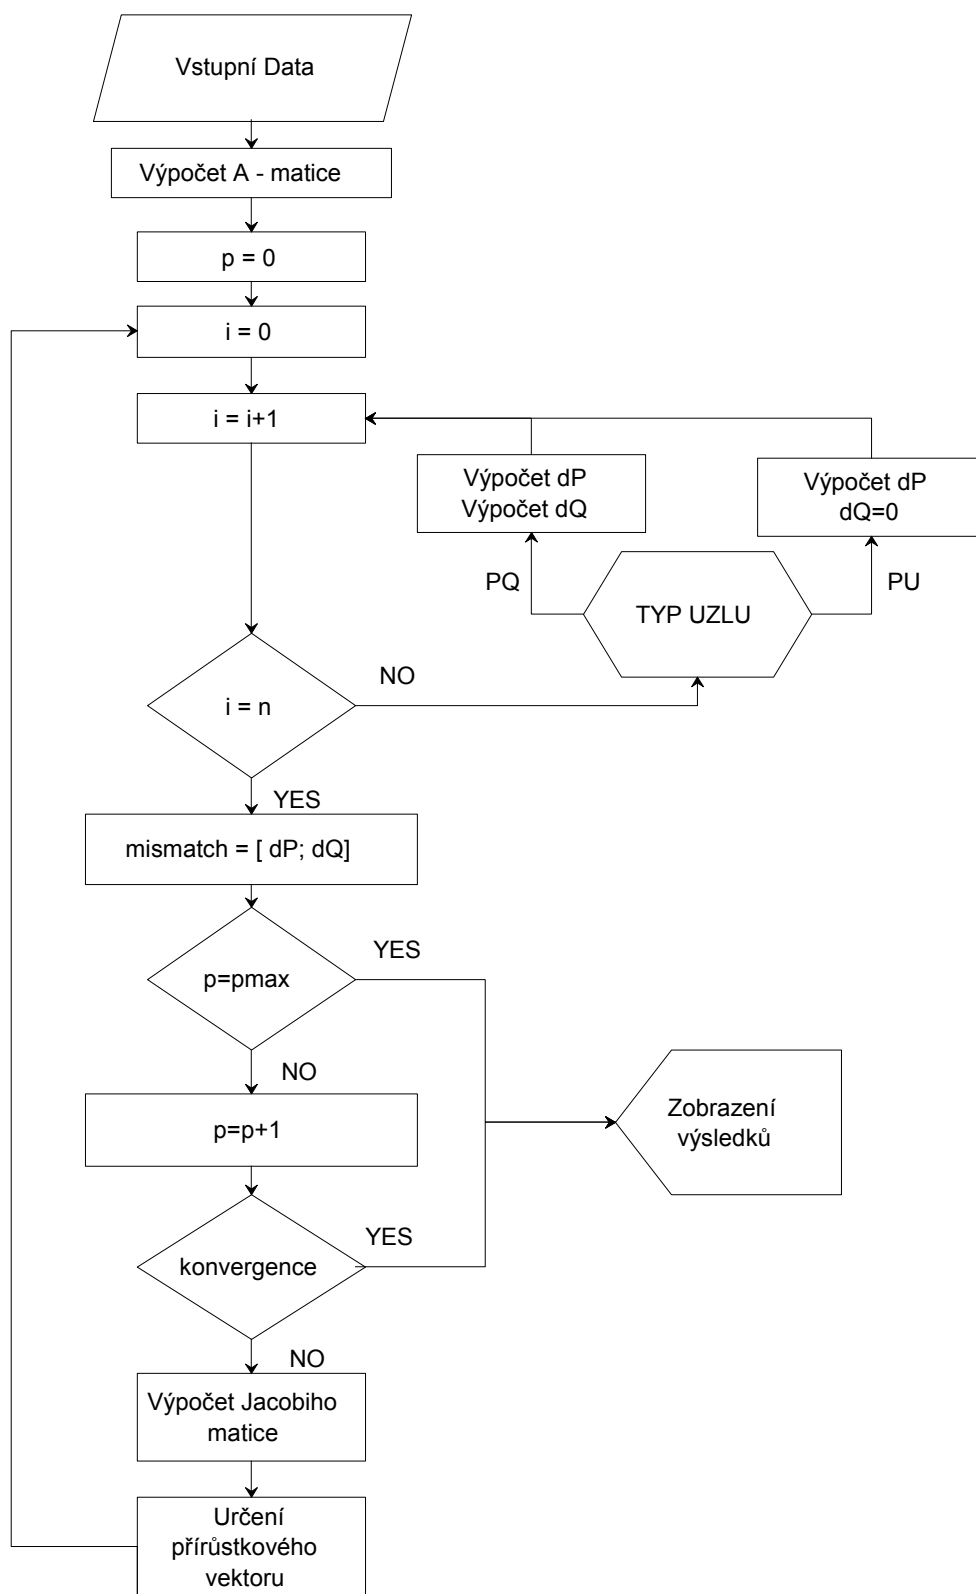 Vstupní Data
Výpočet A - matice
p = 0
i = 0
i = i+1
Výpočet dP
Výpočet dQ
Výpočet dP
dQ=0
PQ
PU
TYP UZLU
NO
i = n
YES
mismatch = [ dP; dQ]
YES
p=pmax
NO
p=p+1
Zobrazení
výsledků
YES
konvergence
NO
Výpočet Jacobiho
matice
Určení
přírůstkového
vektoru